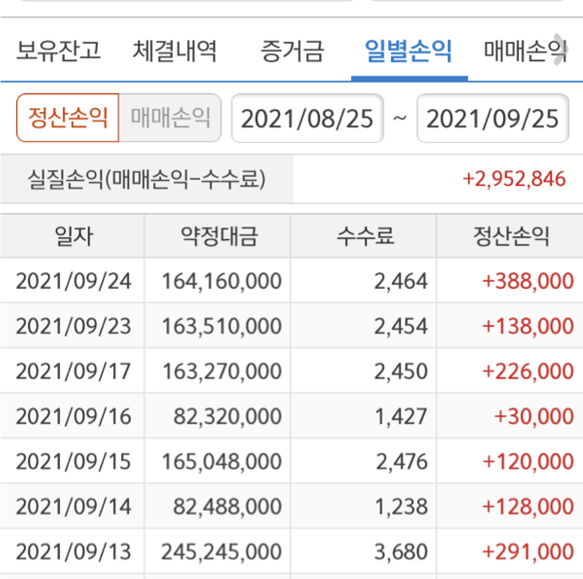 보유잔고 체결내역 증거금 일별손익 매매손익
정산손익 매매손익 2021/08/25 ~ 2021/09/25
실질손익(매매손익-수수료) +2,952,846
일자 약정대금 수수료 정산손익
2021/09/24 164,160,000 2,464 +388,000
2021/09/23 163,510,000 2,454 +138,000
2021/09/17 163,270,000 2,450 +226,000
2021/09/16 82,320,000 1,427 +30,000
2021/09/15 165,048,000 2,476 +120,000
2021/09/14 82,488,000 1,238 +128,000
2021/09/13 245,245,000 3,680 +291,000